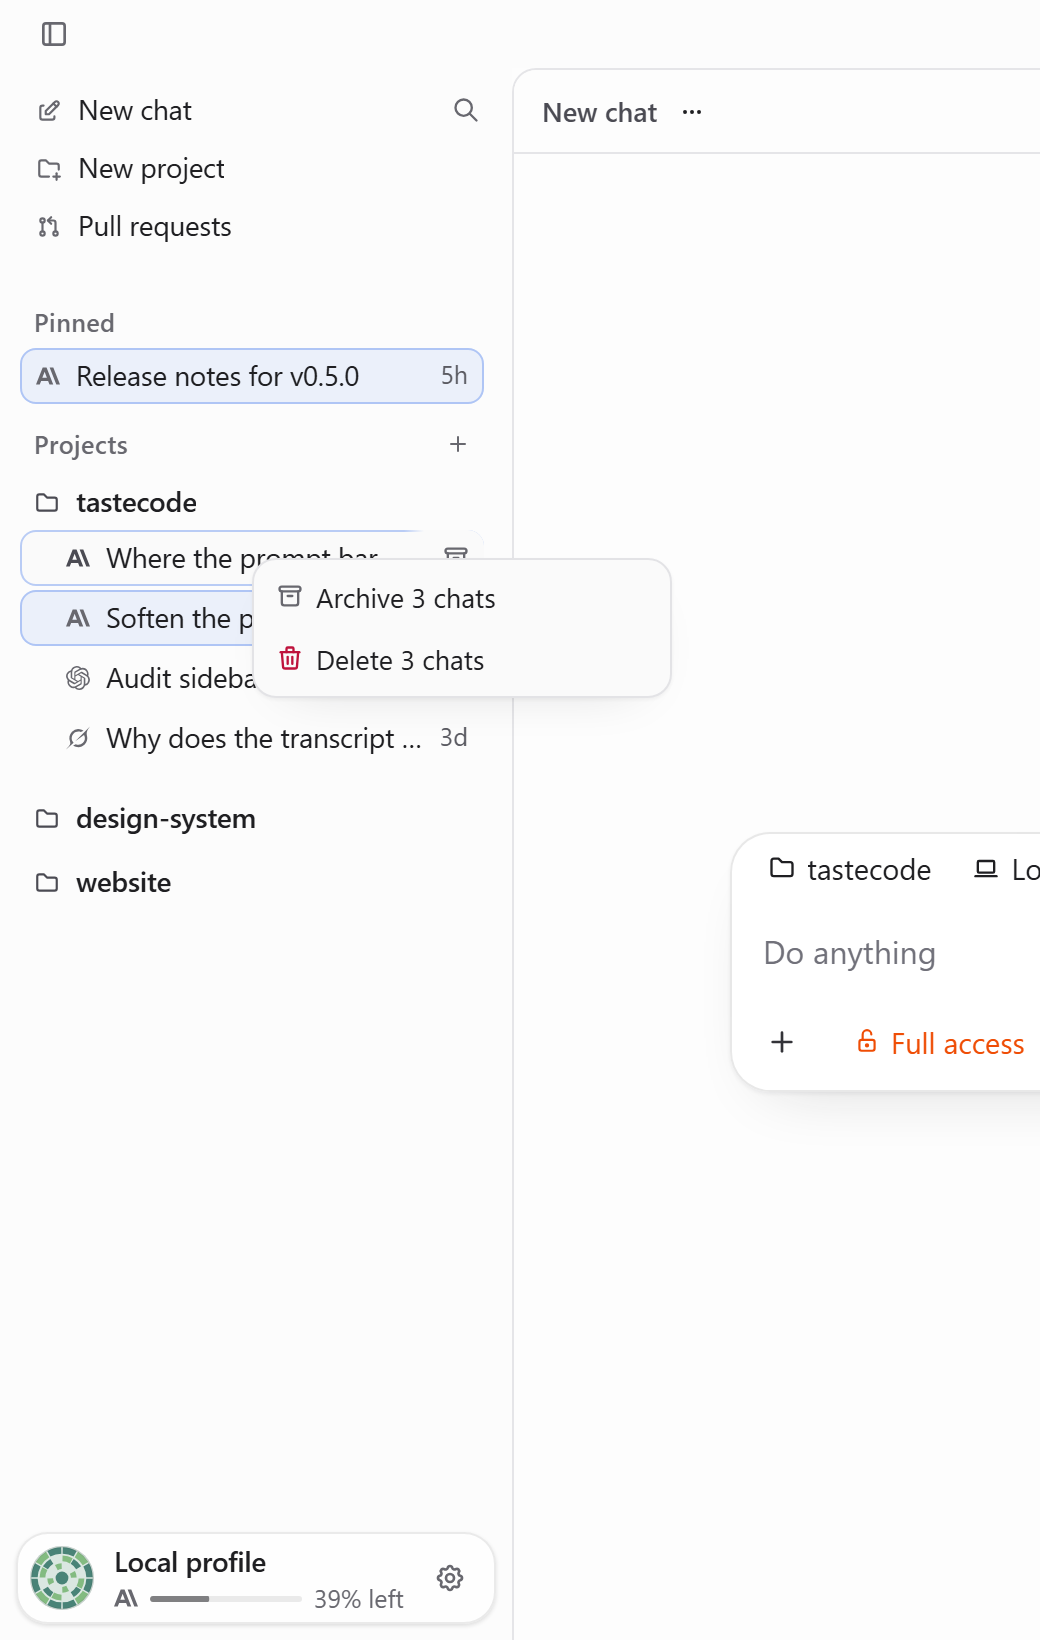 New chat
New project
Pull requests
Pinned
Release notes for v0.5.0 5h
Projects
tastecode
Where the prompt bar
Soften the
Audit
Why does the transcript ... 3d
design-system
website
Archive 3 chats
Delete 3 chats
Local profile
39% left
New chat
tastecode
Do anything
Full access